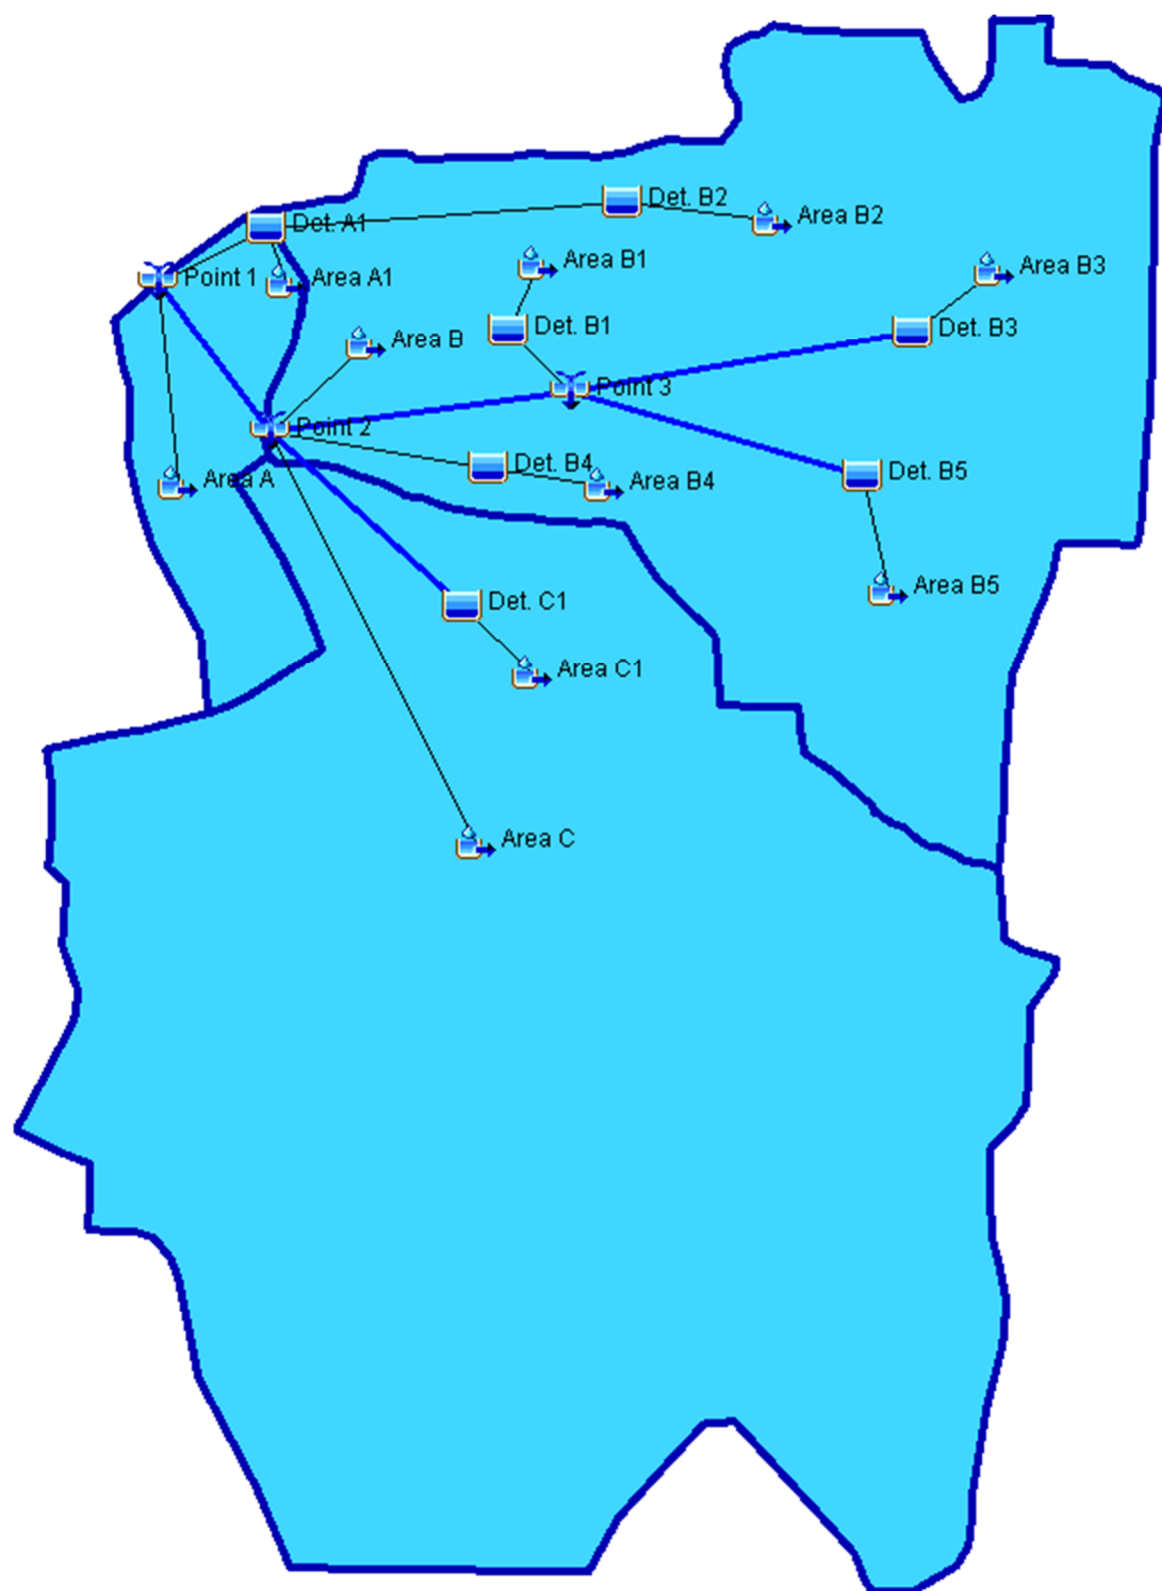 Det. B2
Area B2
Det. A1
Area B1
Area B3
Point 1
Area A1
Det. B1
Det. B3
Area B
Point 3
Point 2
Det. B4
Det. B5
Area A
Area B4
Area B5
Det. C1
Area C1
Area C